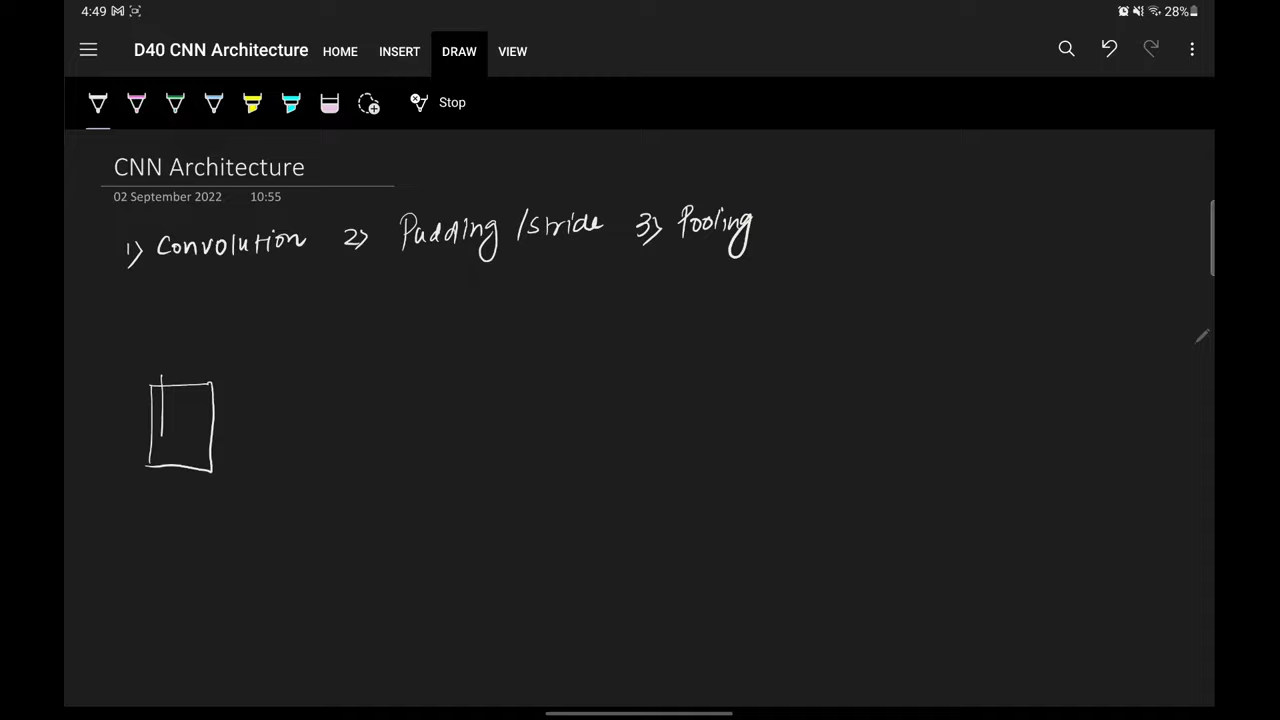 4:49 28%
D40 CNN Architecture HOME INSERT DRAW VIEW
Stop
CNN Architecture
02 September 2022 10:55
1) Convolution 2) Padding /stride 3) Pooling